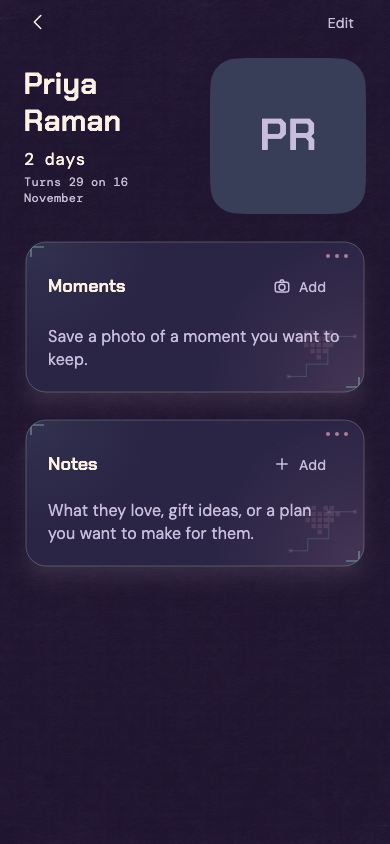 Edit
Priya
Raman
PR
2 days
Turns 29 on 16
November
Moments
Add
Save a photo of a moment you want to
keep.
Notes
Add
What they love, gift ideas, or a plan
you want to make for them.